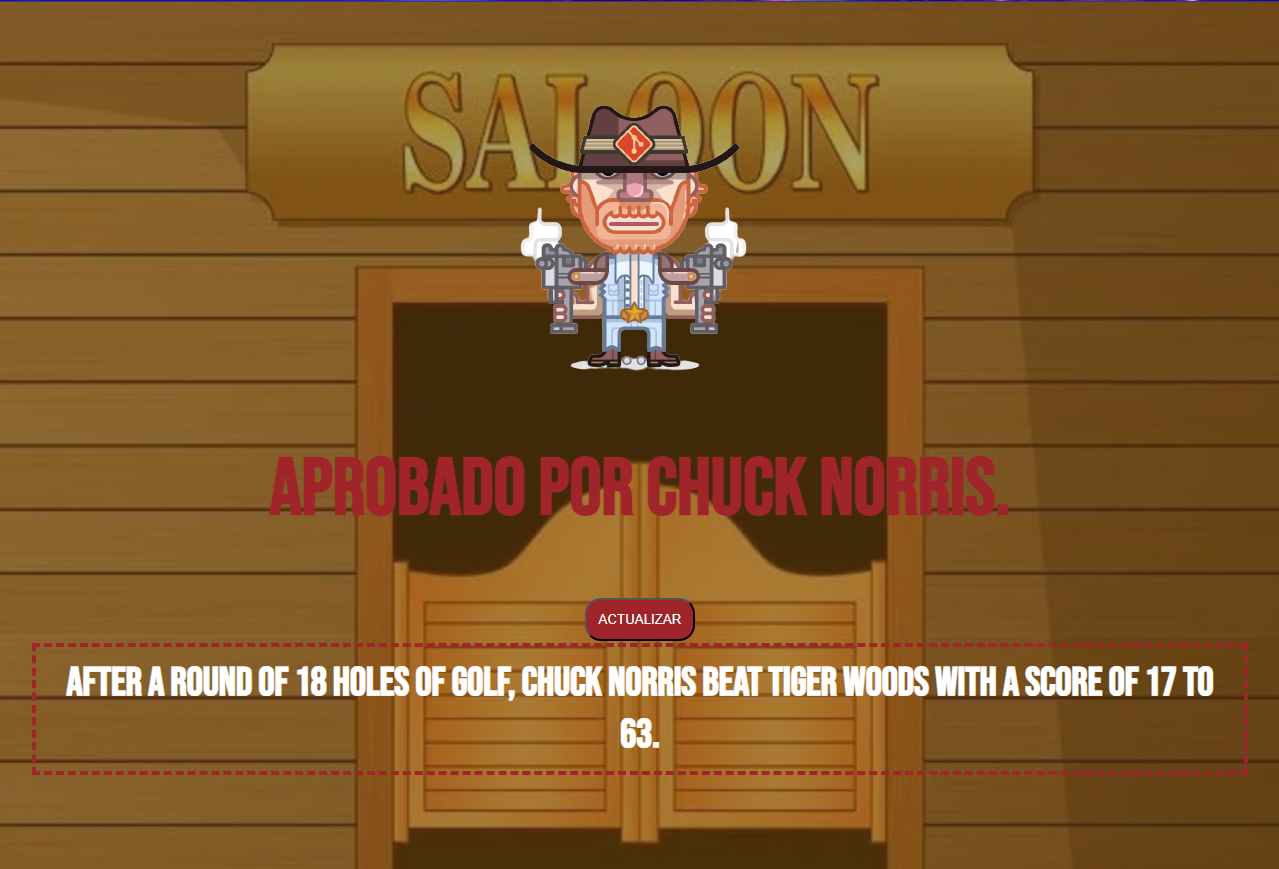 SALOON
APROBADO POR CHUCK NORRIS.
ACTUALIZAR
AFTER A ROUND OF 18 HOLES OF GOLF, CHUCK NORRIS BEAT TIGER WOODS WITH A SCORE OF 17 TO
63.